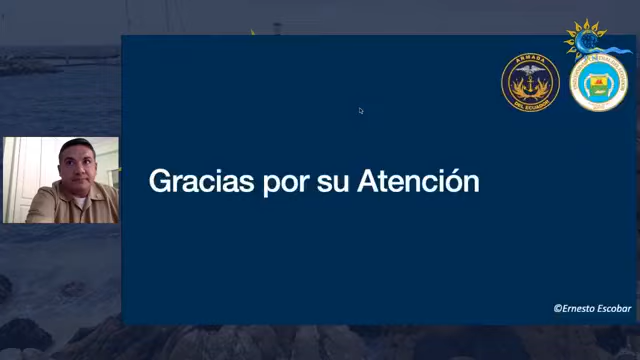 ARMADA
DEL ECUADOR
Gracias por su Atención
©Ernesto Escobar